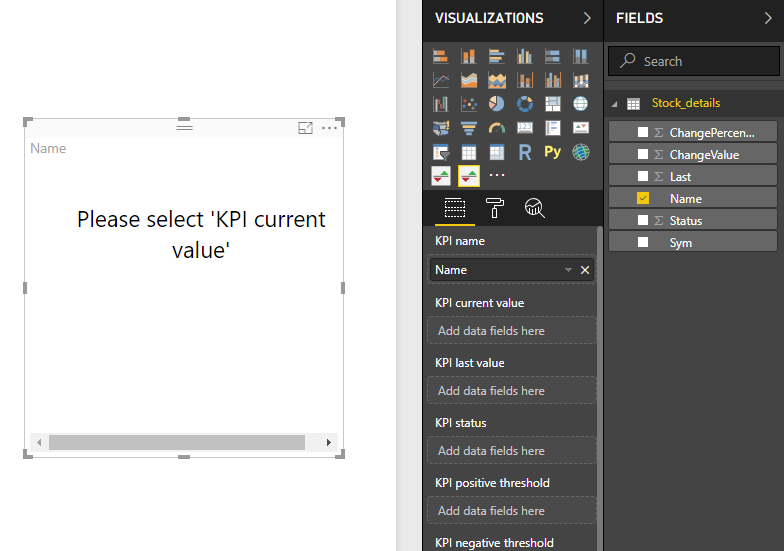 Name
Please select 'KPI current
value'
VISUALIZATIONS
R
Py
KPI name
Name
KPI current value
Add data fields here
KPI last value
Add data fields here
KPI status
Add data fields here
KPI positive threshold
Add data fields here
KPI negative threshold
FIELDS
Search
Stock_details
Σ ChangePercen...
Σ ChangeValue
Σ Last
Name
Σ Status
Sym